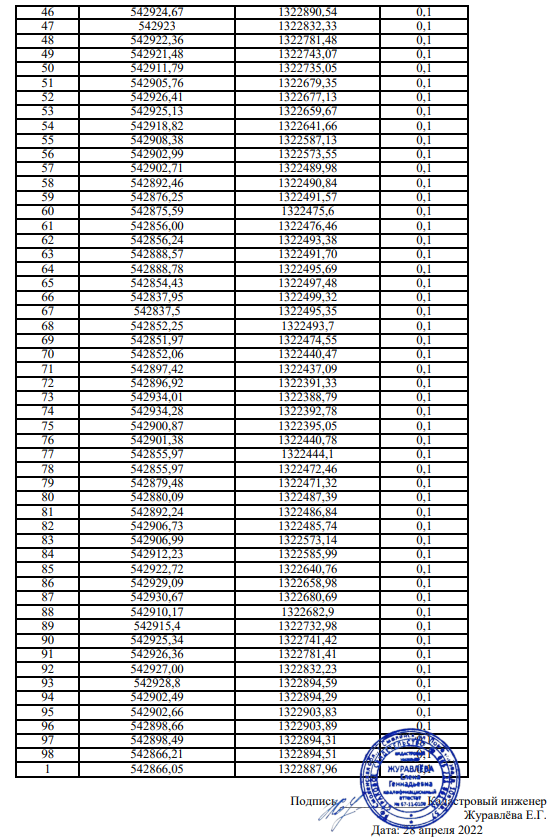 46 542924,67 1322890,54 0,1
47 542923 1322832,33 0,1
48 542922,36 1322781,48 0,1
49 542921,48 1322743,07 0,1
50 542911,79 1322735,05 0,1
51 542905,76 1322679,35 0,1
52 542926,41 1322677,13 0,1
53 542925,13 1322659,67 0,1
54 542918,82 1322641,66 0,1
55 542908,38 1322587,13 0,1
56 542902,99 1322573,55 0,1
57 542902,71 1322489,98 0,1
58 542892,46 1322490,84 0,1
59 542876,25 1322491,57 0,1
60 542875,59 1322475,6 0,1
61 542856,00 1322476,46 0,1
62 542856,24 1322493,38 0,1
63 542888,57 1322491,70 0,1
64 542888,78 1322495,69 0,1
65 542854,43 1322497,48 0,1
66 542837,95 1322499,32 0,1
67 542837,5 1322495,35 0,1
68 542852,25 1322493,7 0,1
69 542851,97 1322474,55 0,1
70 542852,06 1322440,47 0,1
71 542897,42 1322437,09 0,1
72 542896,92 1322391,33 0,1
73 542934,01 1322388,79 0,1
74 542934,28 1322392,78 0,1
75 542900,87 1322395,05 0,1
76 542901,38 1322440,78 0,1
77 542855,97 1322444,1 0,1
78 542855,97 1322472,46 0,1
79 542879,48 1322471,32 0,1
80 542880,09 1322487,39 0,1
81 542892,24 1322486,84 0,1
82 542906,73 1322485,74 0,1
83 542906,99 1322573,14 0,1
84 542912,23 1322585,99 0,1
85 542922,72 1322640,76 0,1
86 542929,09 1322658,98 0,1
87 542930,67 1322680,69 0,1
88 542910,17 1322682,9 0,1
89 542915,4 1322732,98 0,1
90 542925,34 1322741,42 0,1
91 542926,36 1322781,41 0,1
92 542927,00 1322832,23 0,1
93 542928,8 1322894,59 0,1
94 542902,49 1322894,29 0,1
95 542902,66 1322903,83 0,1
96 542898,66 1322903,89 0,1
97 542898,49 1322894,31 0,1
98 542866,21 1322894,51 0,1
1 542866,05 1322887,96
кадастровый
инженер
ЖУРАВЛЁВА
Елена
Геннадьевна
квалификационный
аттестат
Подпись Кадастровый инженер
Журавлёва Е.Г.
Дата: 28 апреля 2022